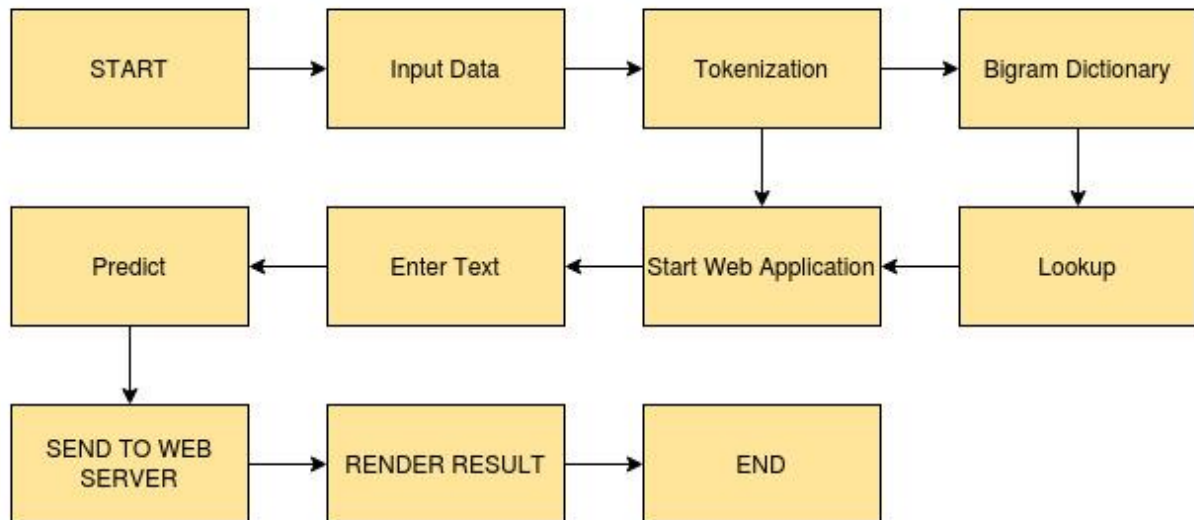 START
Input Data
Tokenization
Bigram Dictionary
Predict
Enter Text
Start Web Application
Lookup
SEND TO WEB
SERVER
RENDER RESULT
END